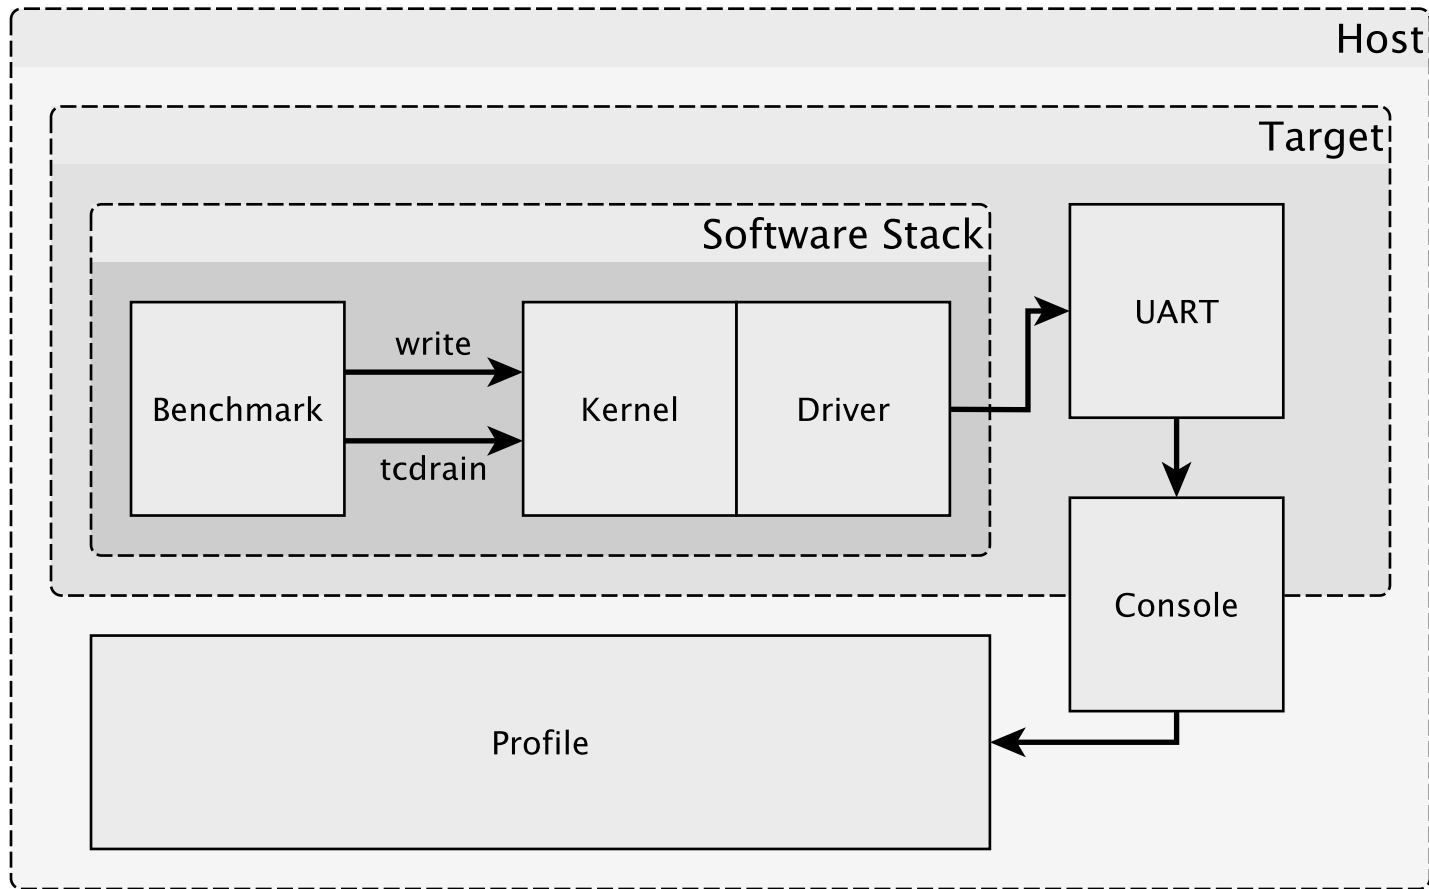 Host
Target
Software Stack
UART
write
Benchmark
Kernel
Driver
tcdrain
Console
Profile